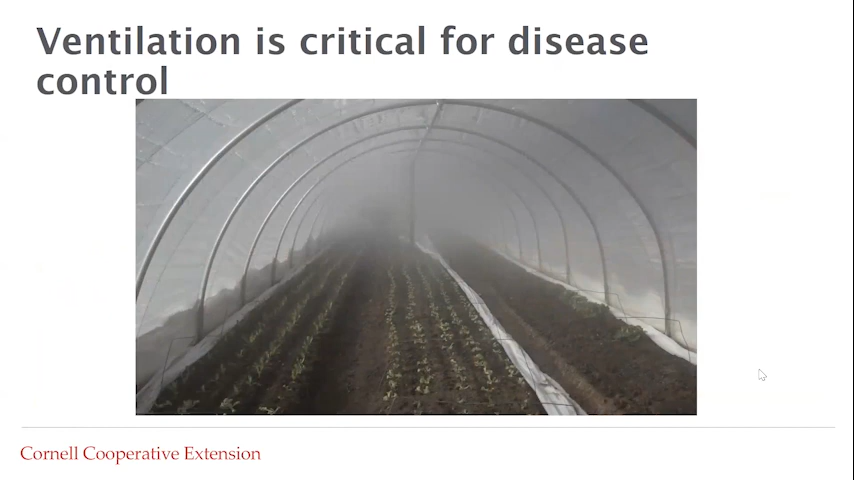 Ventilation is critical for disease
control
Cornell Cooperative Extension